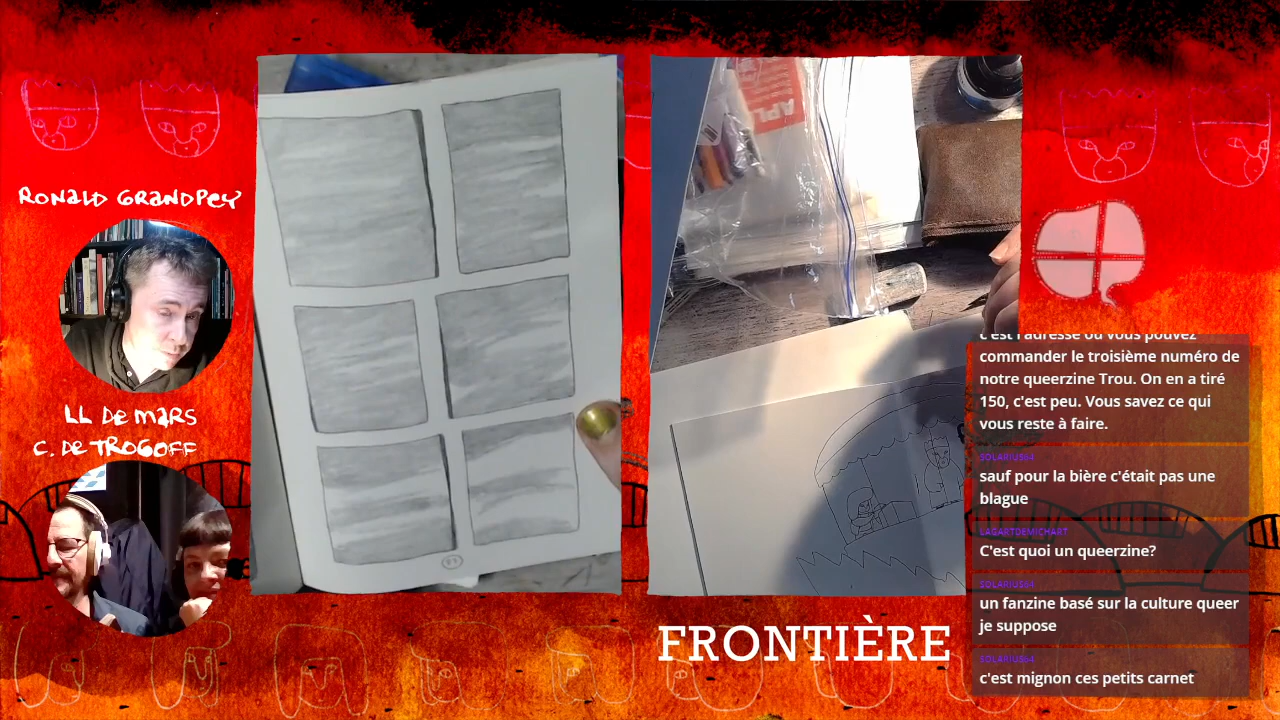 RONALD GRANDPEY
LL DE MARS
C. DE TROGOFF
APLI
FRONTIÈRE
c'est l'adresse où vous pouvez
commander le troisième numéro de
notre queerzine Trou. On en a tiré
150, c'est peu. Vous savez ce qui
vous reste à faire.
SOLARIUS64
sauf pour la bière c'était pas une
blague
LAGARTDEMICHART
C'est quoi un queerzine?
SOLARIUS64
un fanzine basé sur la culture queer
je suppose
SOLARIUS64
c'est mignon ces petits carnet